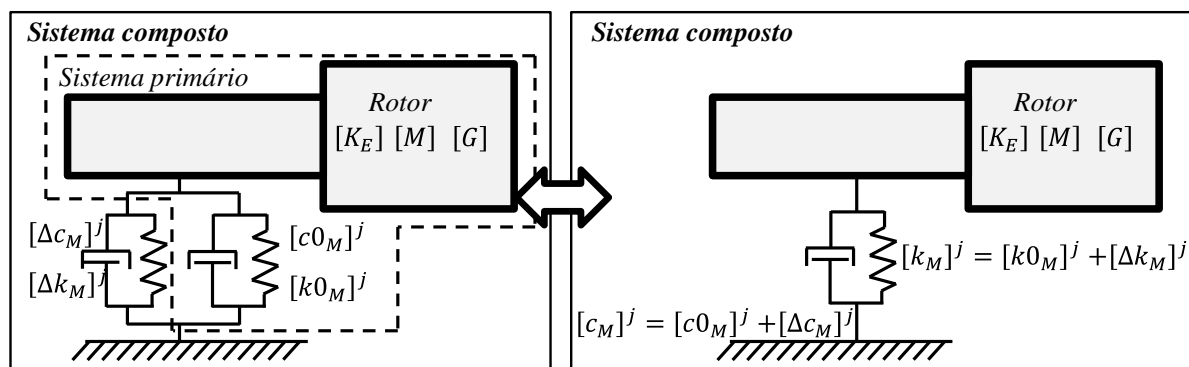 Sistema composto
Sistema primário
Rotor
[K_E] [M] [G]
[Δc_M]^j
[Δk_M]^j
[c0_M]^j
[k0_M]^j
Sistema composto
Rotor
[K_E] [M] [G]
[k_M]^j = [k0_M]^j +[Δk_M]^j
[c_M]^j = [c0_M]^j +[Δc_M]^j